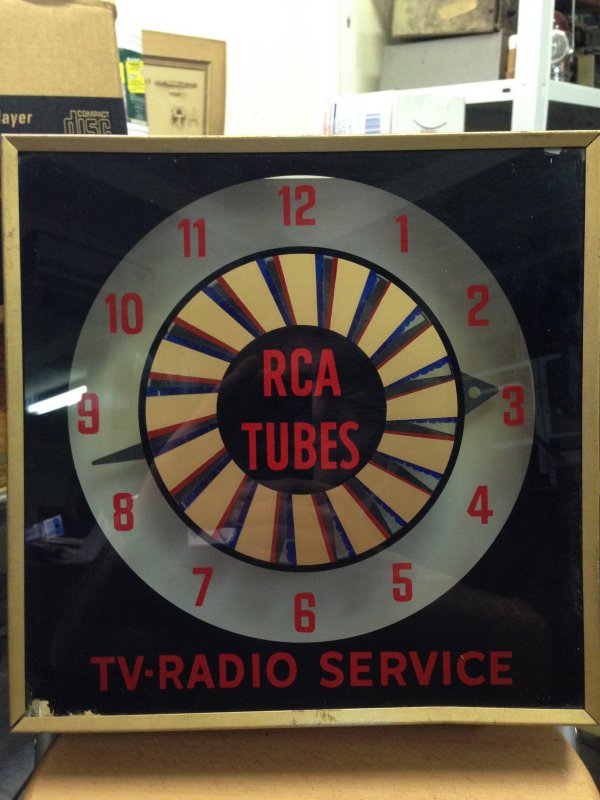 layer
COMPACT
disc
12
11
1
10
2
9
3
8
4
7
5
6
RCA
TUBES
TV-RADIO SERVICE